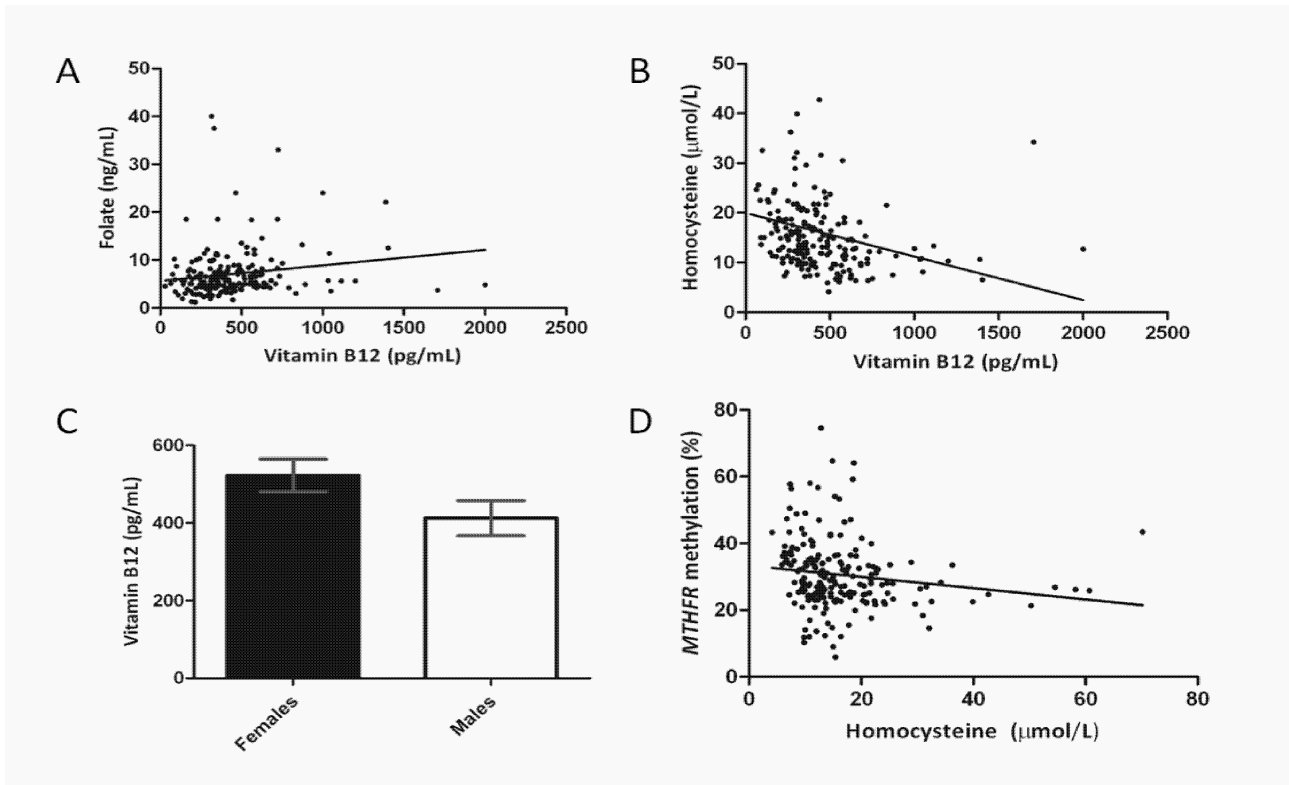 A
50
40
30
20
10
0
Folate (ng/mL)
0 500 1000 1500 2000 2500
Vitamin B12 (pg/mL)
B
50
40
30
20
10
0
Homocysteine (μmol/L)
0 500 1000 1500 2000 2500
Vitamin B12 (pg/mL)
C
600
400
200
0
Vitamin B12 (pg/mL)
Females
Males
D
80
60
40
20
0
MTHFR methylation (%)
0 20 40 60 80
Homocysteine (μmol/L)